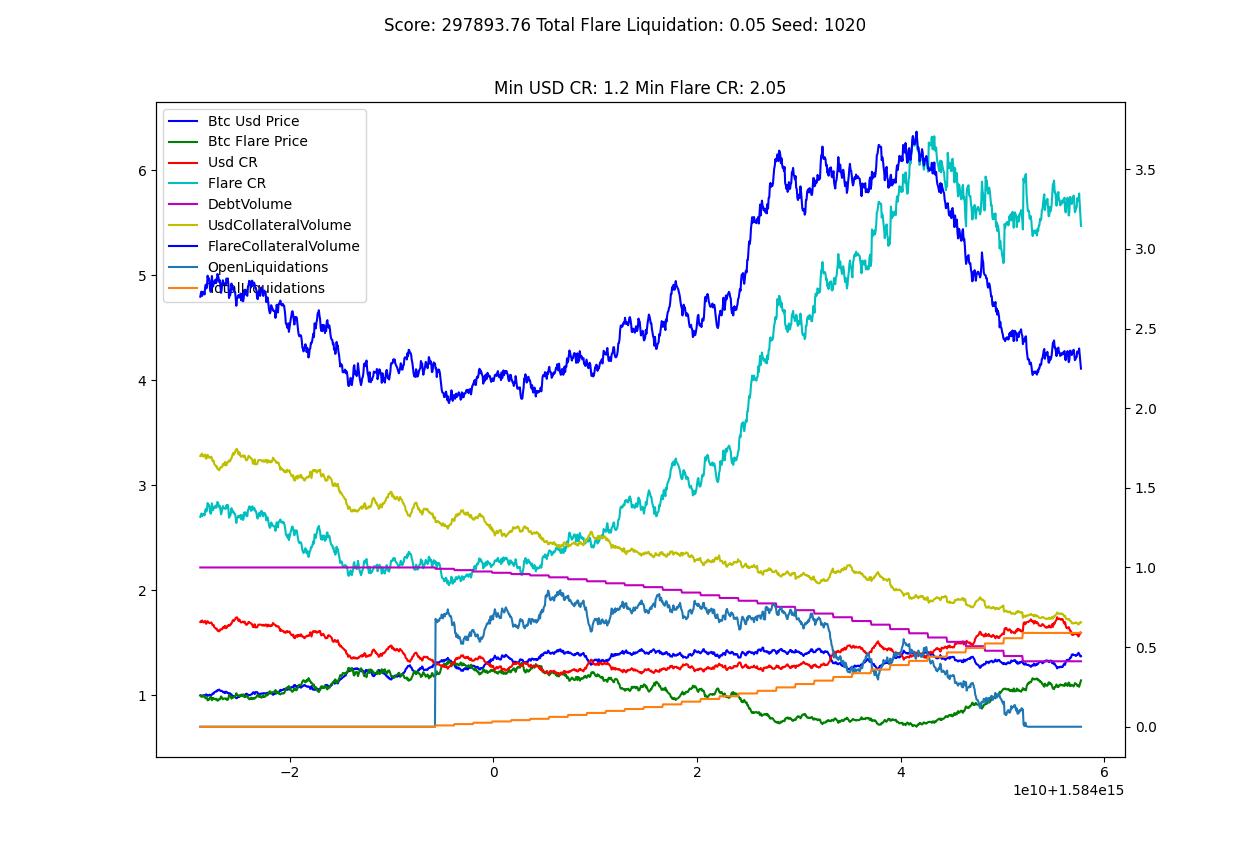 Score: 297893.76 Total Flare Liquidation: 0.05 Seed: 1020
Min USD CR: 1.2 Min Flare CR: 2.05
Btc Usd Price
Btc Flare Price
Usd CR
Flare CR
DebtVolume
UsdCollateralVolume
FlareCollateralVolume
OpenLiquidations
TotalLiquidations
6
5
4
3
2
1
3.5
3.0
2.5
2.0
1.5
1.0
0.5
0.0
−2
0
2
4
6
1e10+1.584e15